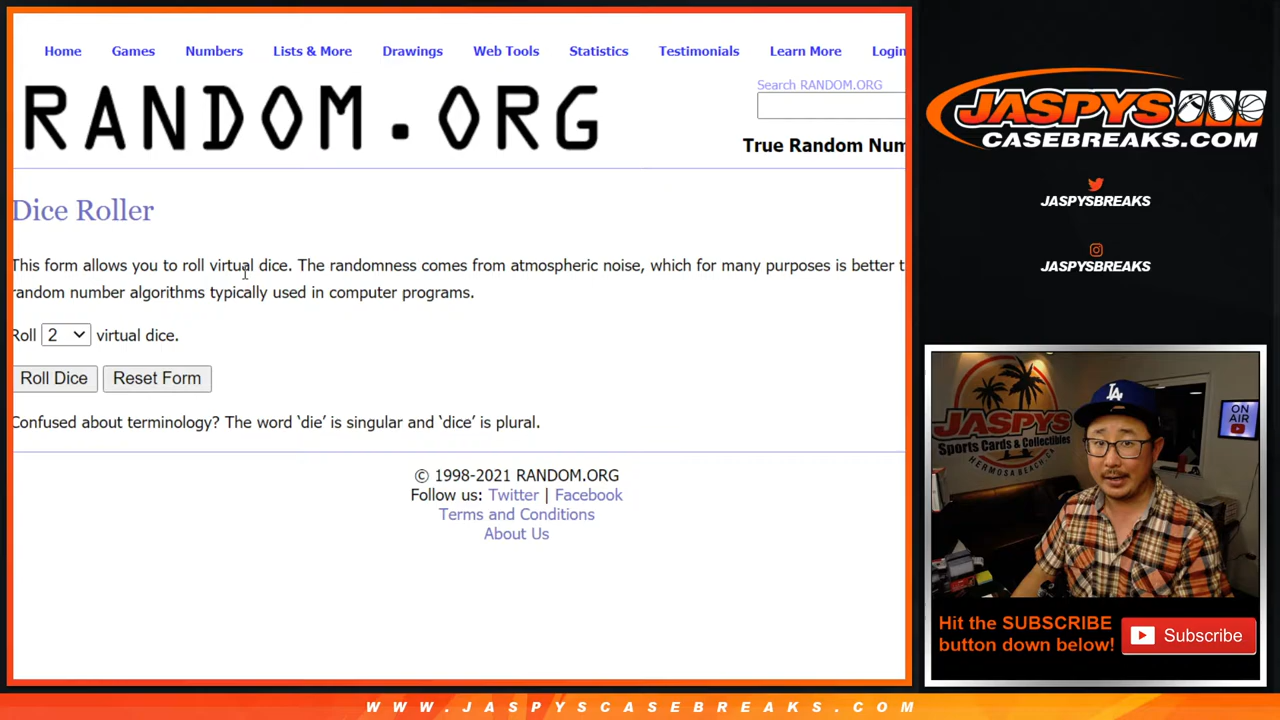 Home Games Numbers Lists & More Drawings Web Tools Statistics Testimonials Learn More Login
RANDOM.ORG
Search RANDOM.ORG
True Random Num
Dice Roller
This form allows you to roll virtual dice. The randomness comes from atmospheric noise, which for many purposes is better t
random number algorithms typically used in computer programs.
Roll 2 virtual dice.
Roll Dice Reset Form
Confused about terminology? The word ‘die’ is singular and ‘dice’ is plural.
© 1998-2021 RANDOM.ORG
Follow us: Twitter | Facebook
Terms and Conditions
About Us
JASPYS
CASEBREAKS.COM
JASPYSBREAKS
JASPYSBREAKS
JASPYS
Sports Cards & Collectibles
HERMOSA BEACH, CA
LA
ON
AIR
Hit the SUBSCRIBE
button down below!
Subscribe
WWW.JASPYSCASEBREAKS.COM